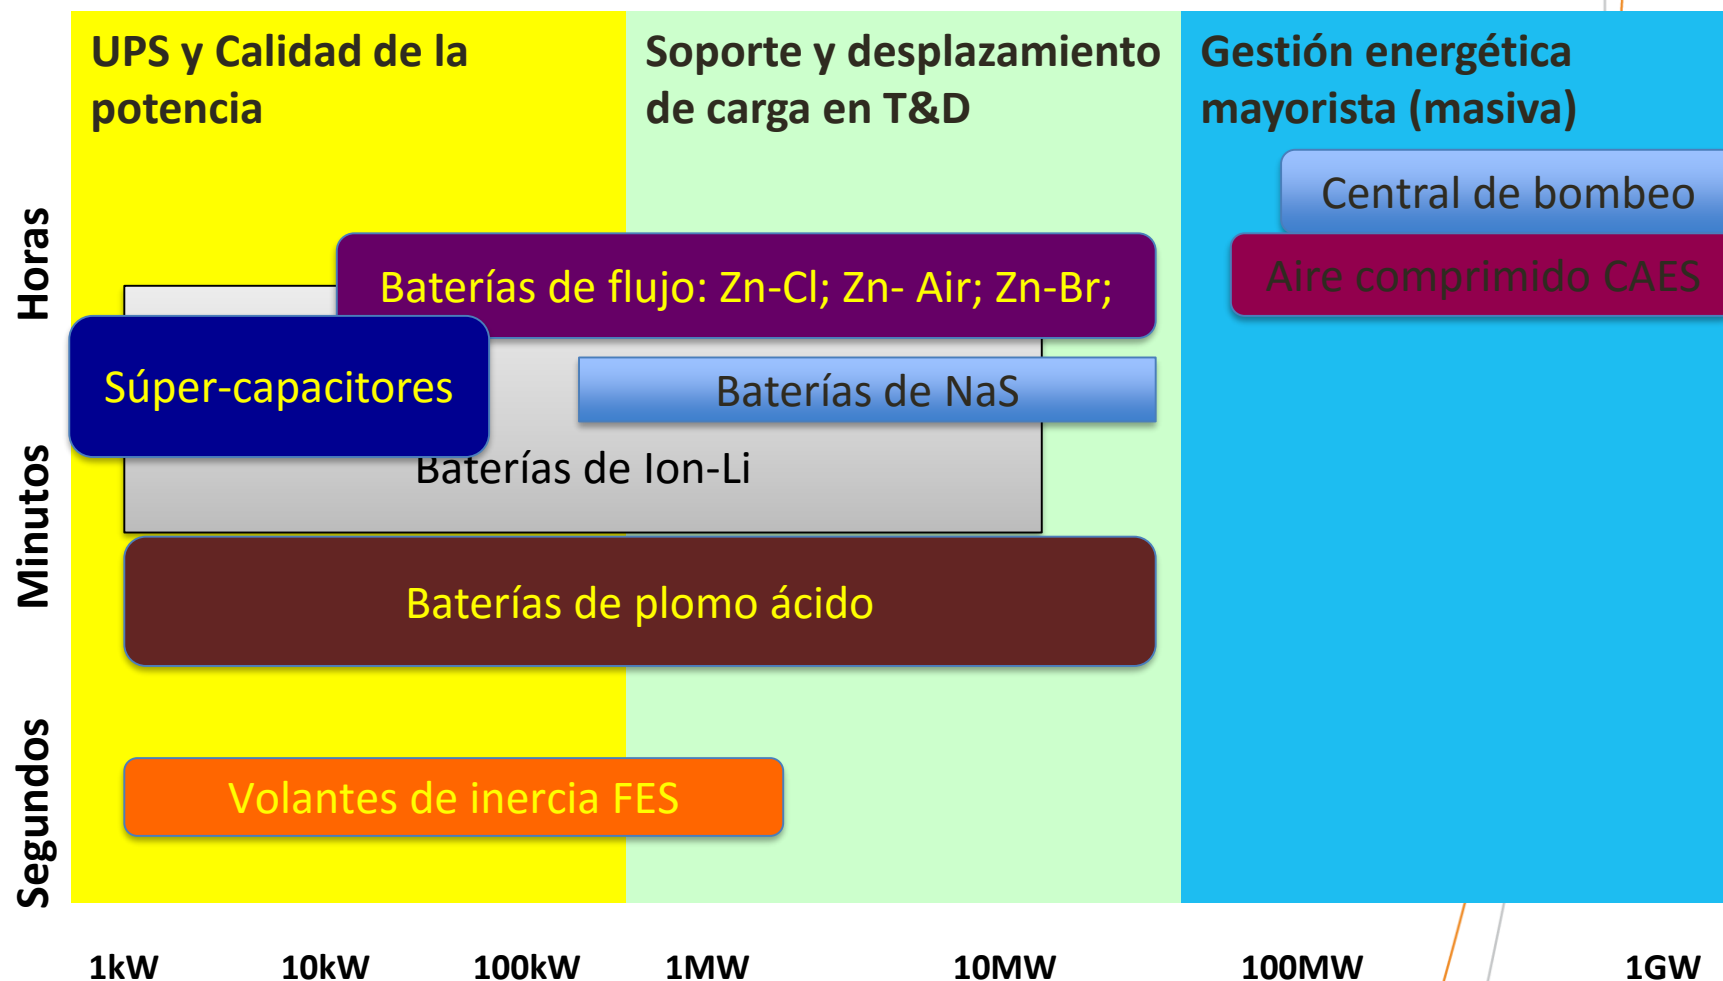 UPS y Calidad de la
potencia
Soporte y desplazamiento
de carga en T&D
Gestión energética
mayorista (masiva)
Central de bombeo
Horas
Baterías de flujo: Zn-Cl; Zn- Air; Zn-Br;
Aire comprimido CAES
Súper-capacitores
Baterías de NaS
Baterías de Ion-Li
Minutos
Baterías de plomo ácido
Volantes de inercia FES
Segundos
1kW 10kW 100kW 1MW 10MW 100MW 1GW